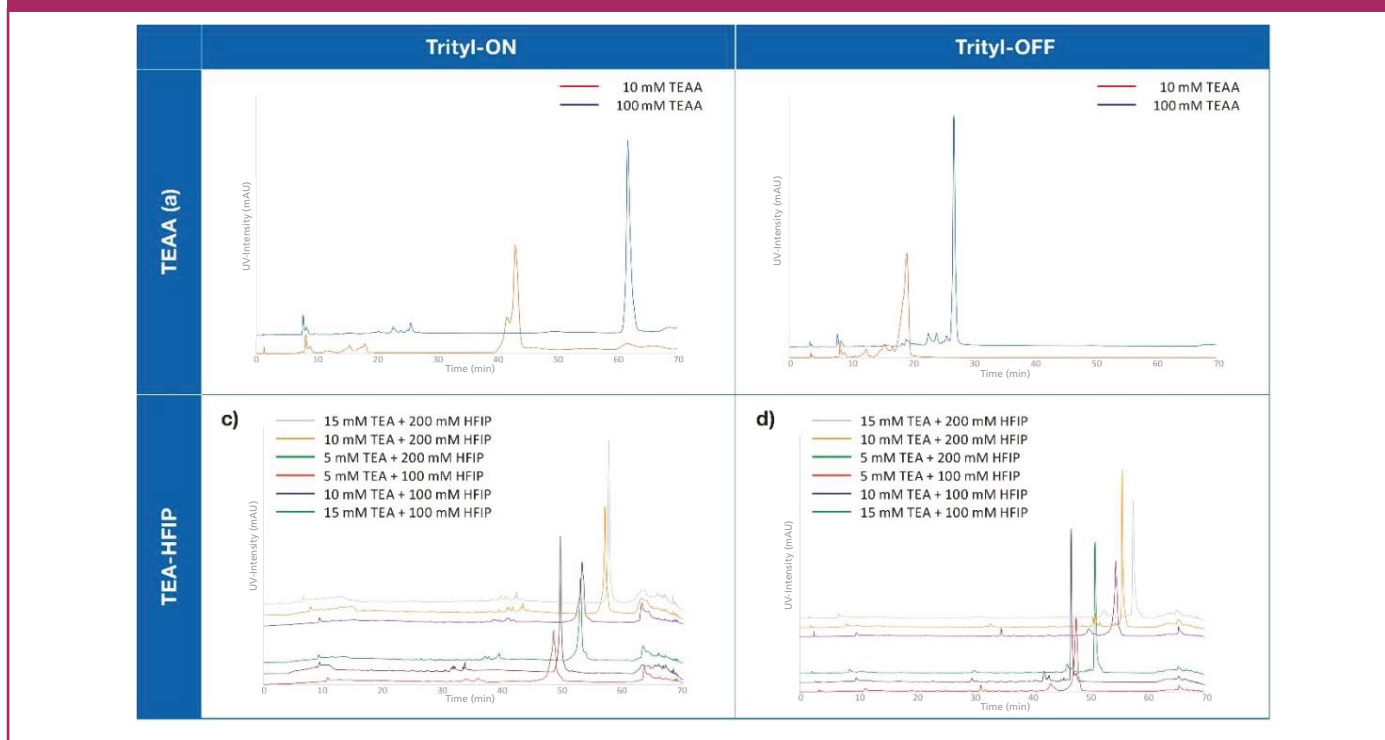 Trityl-ON
Trityl-OFF
TEAA (a)
10 mM TEAA
100 mM TEAA
UV-Intensity (mAU)
0 10 20 30 40 50 60 70
Time (min)
10 mM TEAA
100 mM TEAA
UV-Intensity (mAU)
0 10 20 30 40 50 60 70
Time (min)
TEA-HFIP
c)
15 mM TEA + 200 mM HFIP
10 mM TEA + 200 mM HFIP
5 mM TEA + 200 mM HFIP
5 mM TEA + 100 mM HFIP
10 mM TEA + 100 mM HFIP
15 mM TEA + 100 mM HFIP
UV-Intensity (mAU)
0 10 20 30 40 50 60 70
Time (min)
d)
15 mM TEA + 200 mM HFIP
10 mM TEA + 200 mM HFIP
5 mM TEA + 200 mM HFIP
5 mM TEA + 100 mM HFIP
10 mM TEA + 100 mM HFIP
15 mM TEA + 100 mM HFIP
UV-Intensity (mAU)
0 10 20 30 40 50 60 70
Time (min)